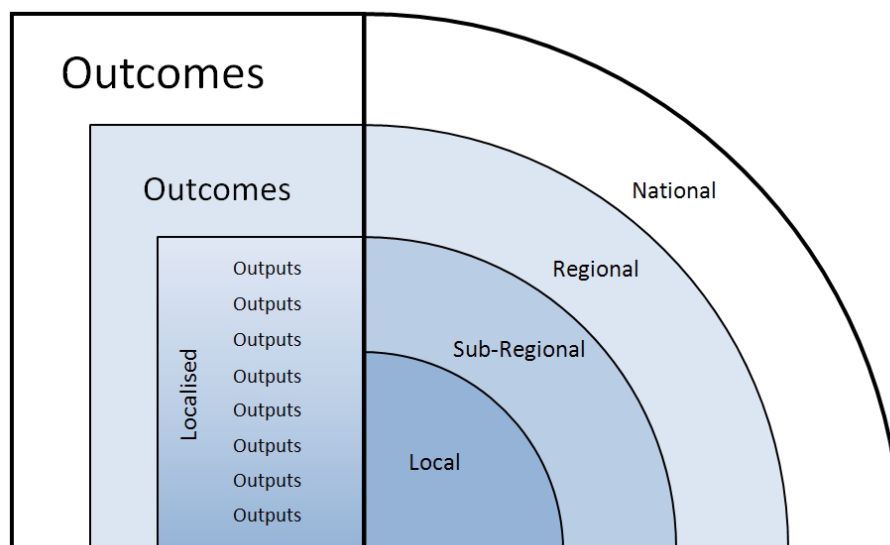 Outcomes
Outcomes
Localised
Outputs
Outputs
Outputs
Outputs
Outputs
Outputs
Outputs
Outputs
National
Regional
Sub-Regional
Local